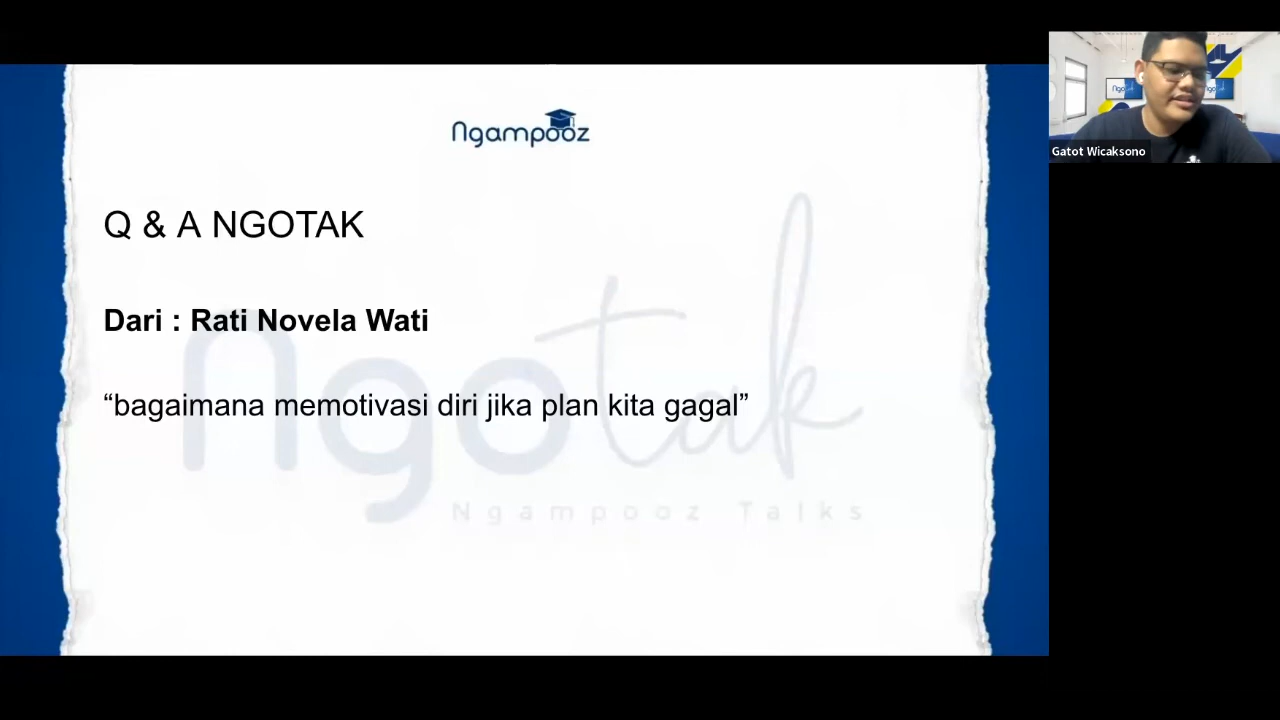 Ngampooz
Q & A NGOTAK
Dari : Rati Novela Wati
“bagaimana memotivasi diri jika plan kita gagal”
Ngotak
Ngampooz Talks
Gatot Wicaksono